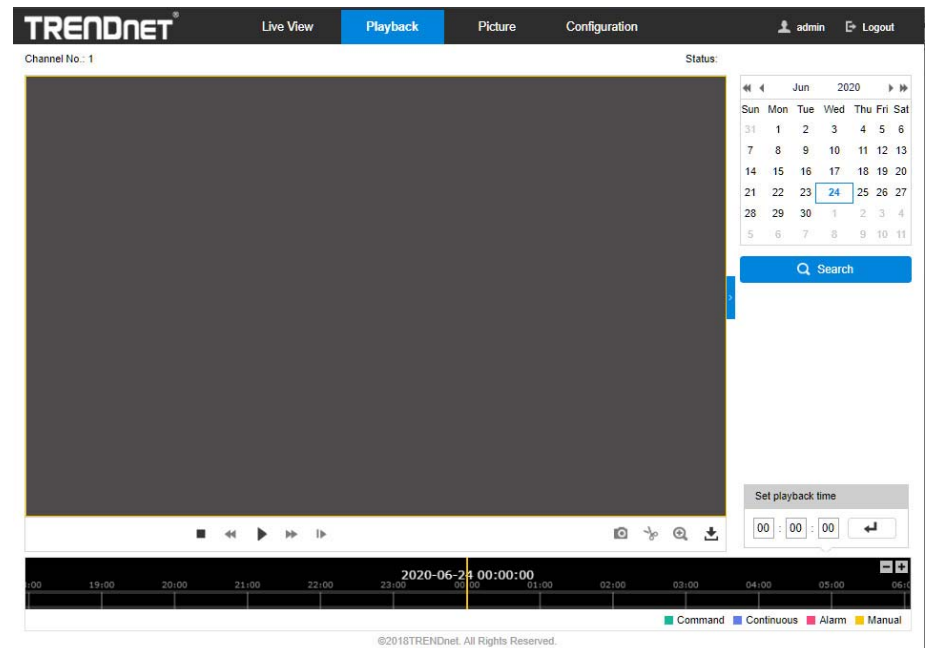 TRENDnet®
Live View Playback Picture Configuration admin Logout
Channel No.: 1 Status:
Jun 2020
Sun Mon Tue Wed Thu Fri Sat
31 1 2 3 4 5 6
7 8 9 10 11 12 13
14 15 16 17 18 19 20
21 22 23 24 25 26 27
28 29 30 1 2 3 4
5 6 7 8 9 10 11
Search
Set playback time
00 : 00 : 00
2020-06-24 00:00:00
:00 19:00 20:00 21:00 22:00 23:00 00:00 01:00 02:00 03:00 04:00 05:00 06:0
Command Continuous Alarm Manual
©2018TRENDnet. All Rights Reserved.